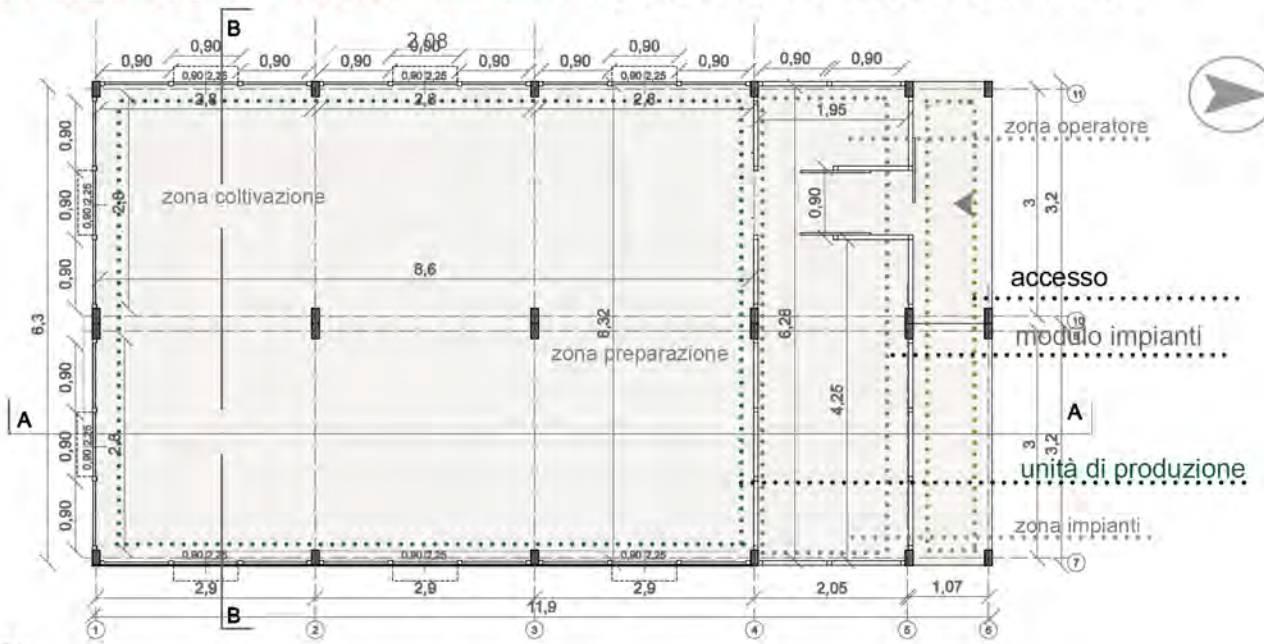 B
0,90 0,90 0,90 0,90 0,90
2,08
0,90 0,90 0,90 0,90 0,90 0,90 0,90
0,90 2,25 0,90 2,25 0,90 2,25
2,8 2,8 2,8
1,95
11
zona operatore
0,90
0,90
0,90 2,25
2,8
zona coltivazione
0,90
3
3,2
0,90
8,6
accesso
6,3
6,32
6,28
10
modulo impianti
zona preparazione
0,90
4,25
A
A
0,90
0,90 2,25
2,8
3
3,2
unità di produzione
0,90
zona impianti
0,90 2,25 0,90 2,25 0,90 2,25
7
2,9 2,9 2,9 2,05 1,07
B
11,9
1 2 3 4 5 6